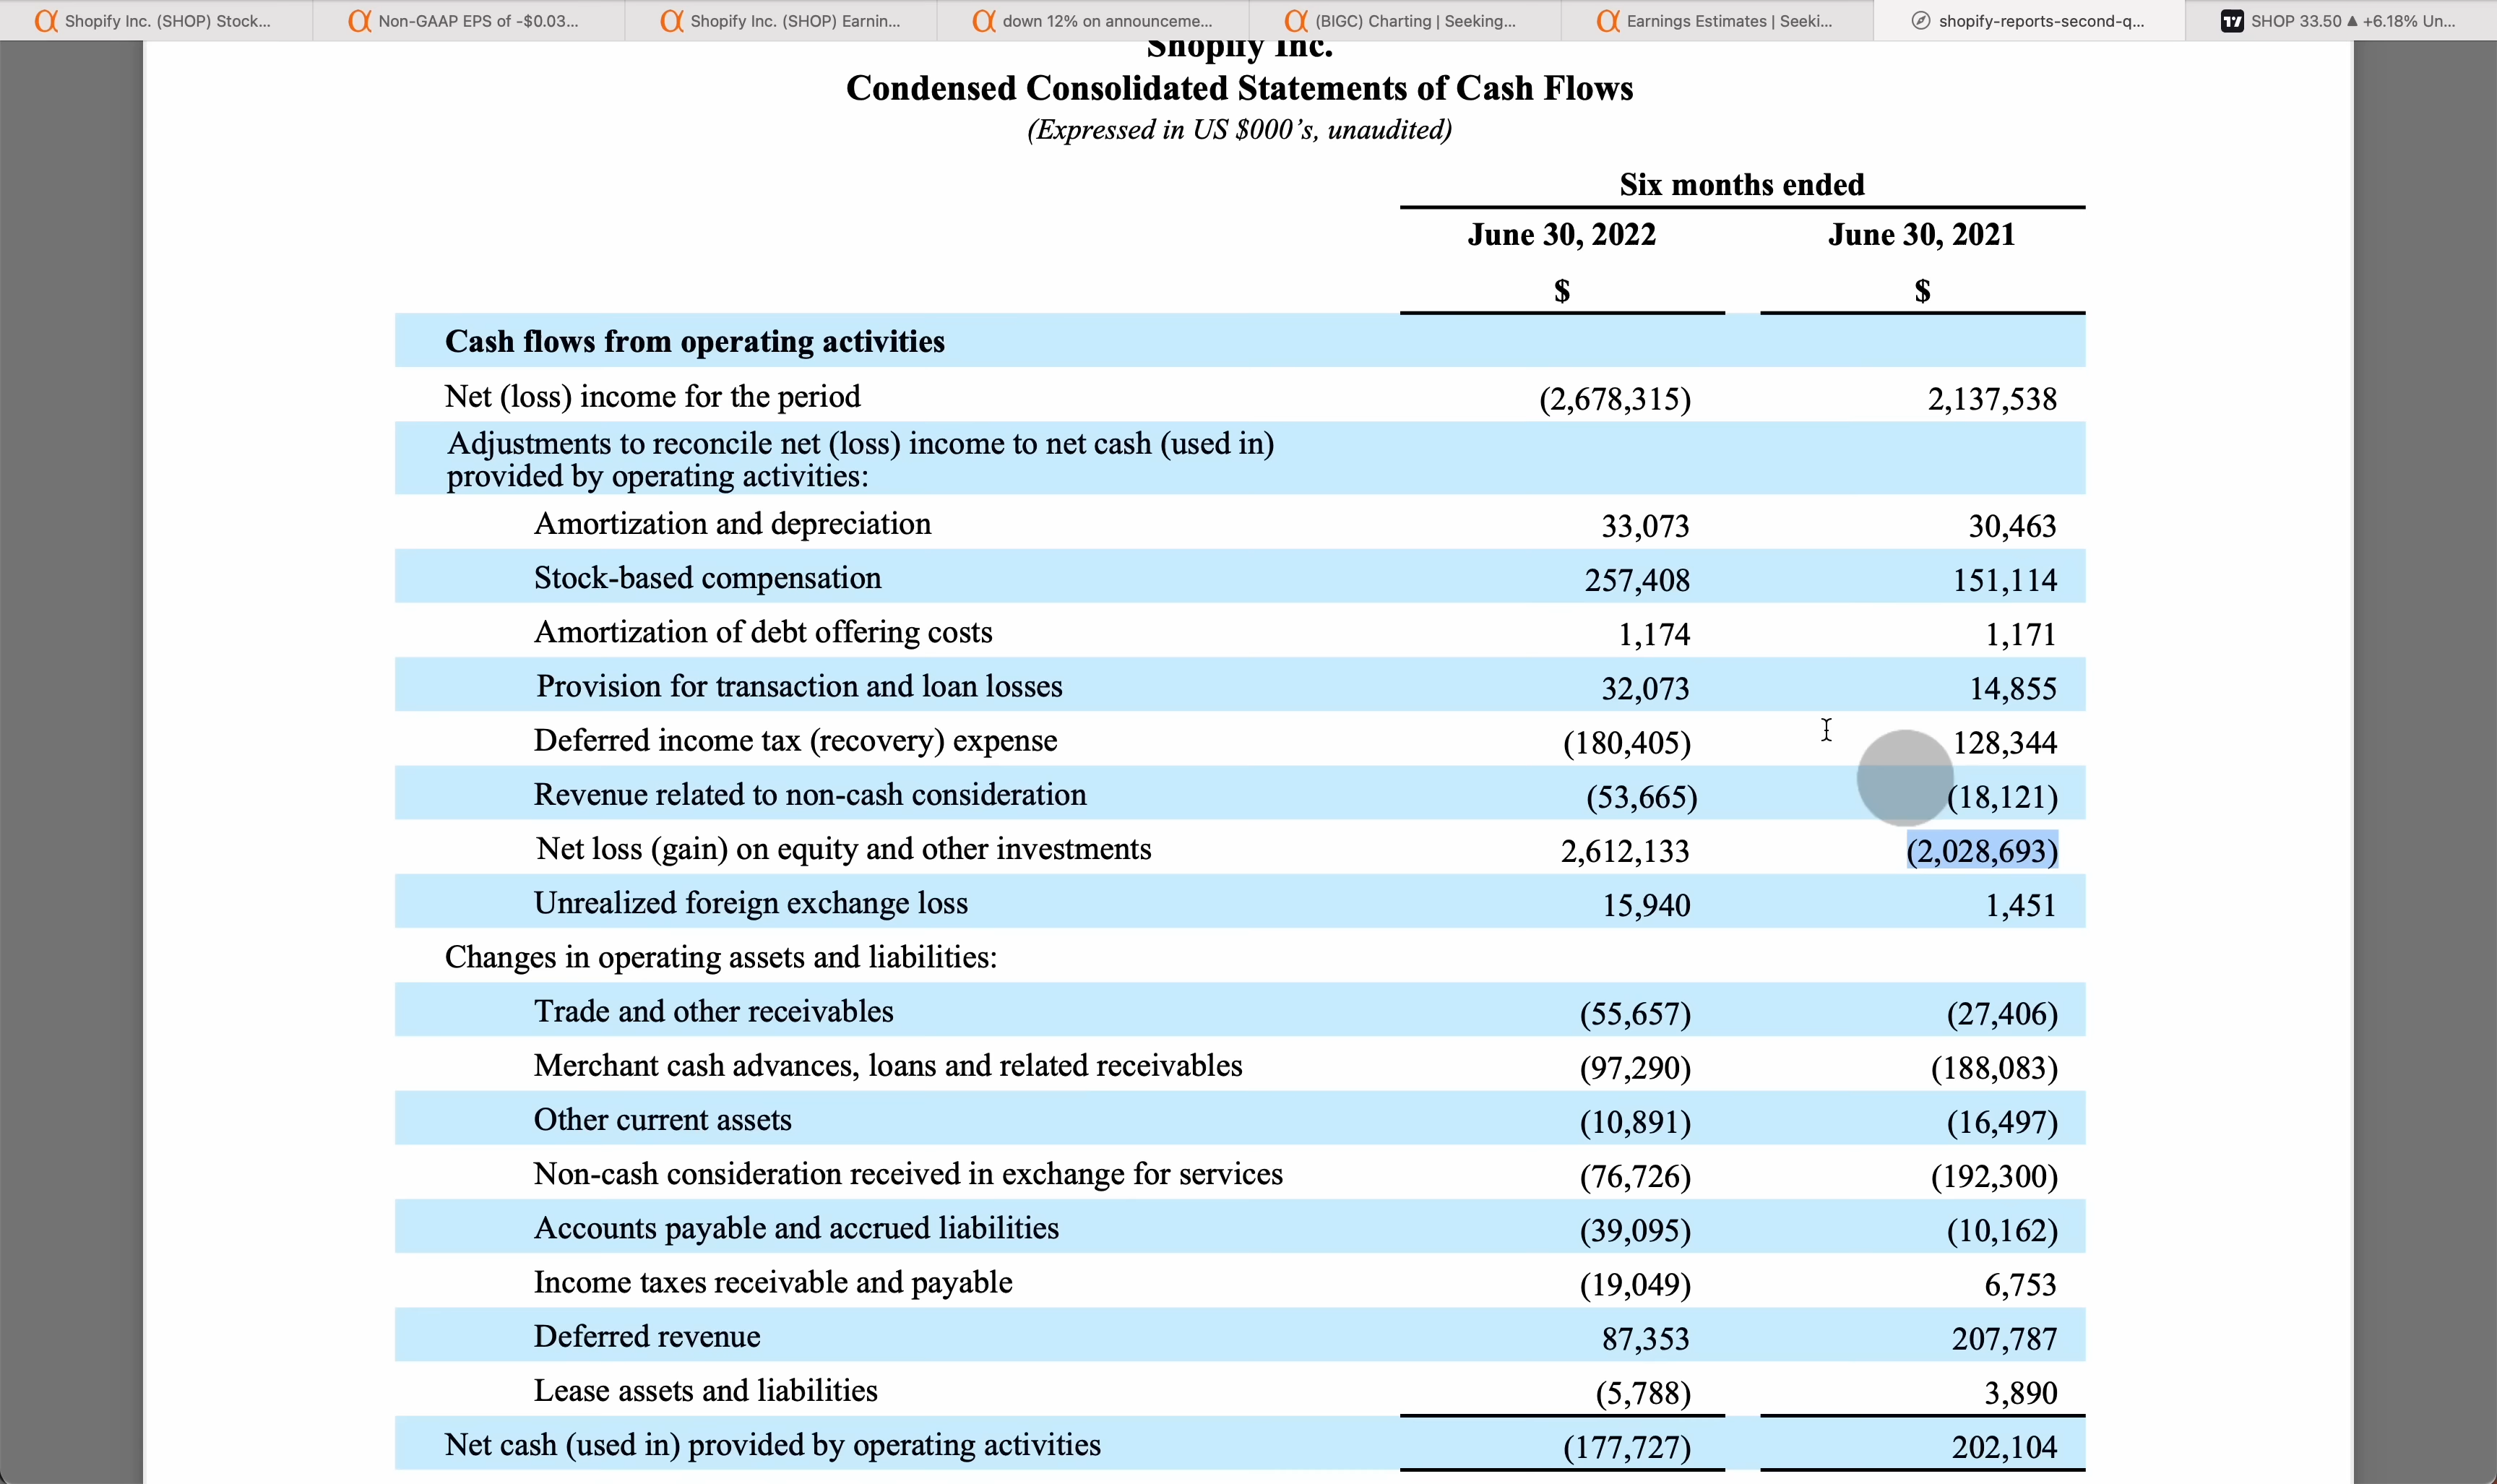 Shopify Inc. (SHOP) Stock...
Non-GAAP EPS of -$0.03...
Shopify Inc. (SHOP) Earnin...
down 12% on announceme...
(BIGC) Charting | Seeking...
Earnings Estimates | Seeki...
shopify-reports-second-q...
SHOP 33.50 ▲ +6.18% Un...
Shopify Inc.
Condensed Consolidated Statements of Cash Flows
(Expressed in US $000's, unaudited)
Six months ended
June 30, 2022 June 30, 2021
$ $
Cash flows from operating activities
Net (loss) income for the period (2,678,315) 2,137,538
Adjustments to reconcile net (loss) income to net cash (used in)
provided by operating activities:
Amortization and depreciation 33,073 30,463
Stock-based compensation 257,408 151,114
Amortization of debt offering costs 1,174 1,171
Provision for transaction and loan losses 32,073 14,855
Deferred income tax (recovery) expense (180,405) 128,344
Revenue related to non-cash consideration (53,665) (18,121)
Net loss (gain) on equity and other investments 2,612,133 (2,028,693)
Unrealized foreign exchange loss 15,940 1,451
Changes in operating assets and liabilities:
Trade and other receivables (55,657) (27,406)
Merchant cash advances, loans and related receivables (97,290) (188,083)
Other current assets (10,891) (16,497)
Non-cash consideration received in exchange for services (76,726) (192,300)
Accounts payable and accrued liabilities (39,095) (10,162)
Income taxes receivable and payable (19,049) 6,753
Deferred revenue 87,353 207,787
Lease assets and liabilities (5,788) 3,890
Net cash (used in) provided by operating activities (177,727) 202,104